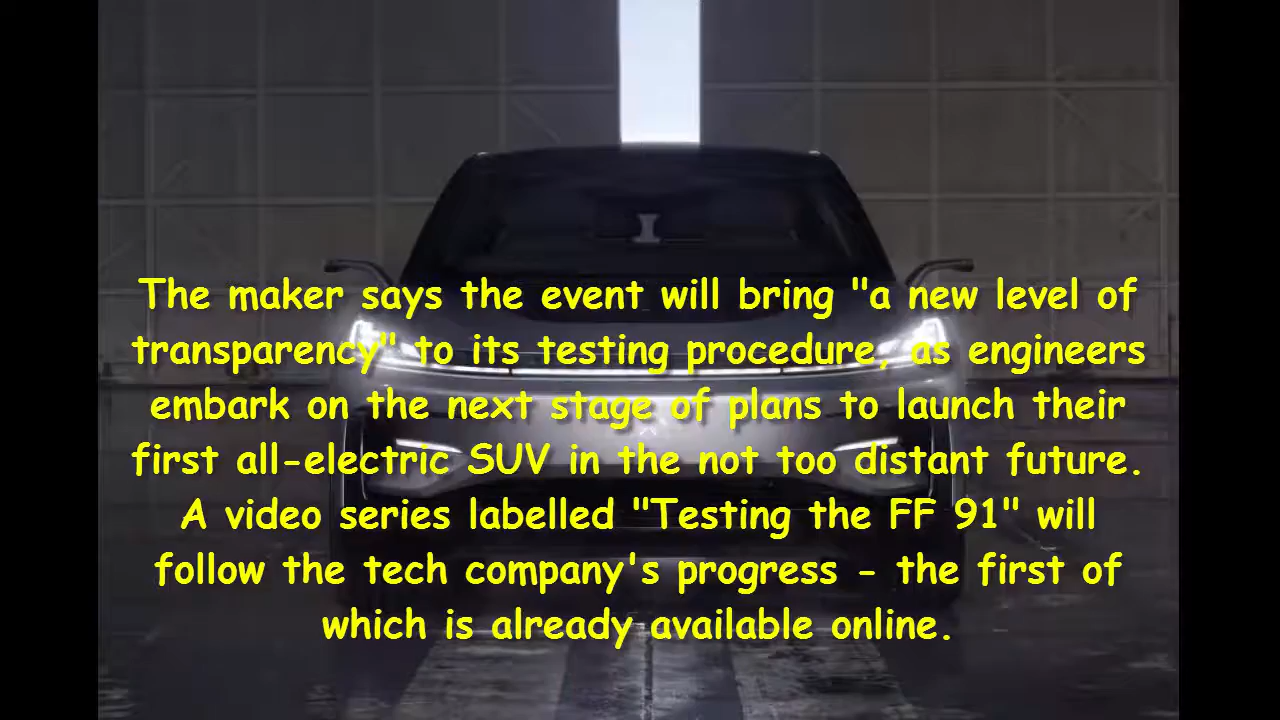 The maker says the event will bring "a new level of
transparency" to its testing procedure, as engineers
embark on the next stage of plans to launch their
first all-electric SUV in the not too distant future.
A video series labelled "Testing the FF 91" will
follow the tech company's progress - the first of
which is already available online.